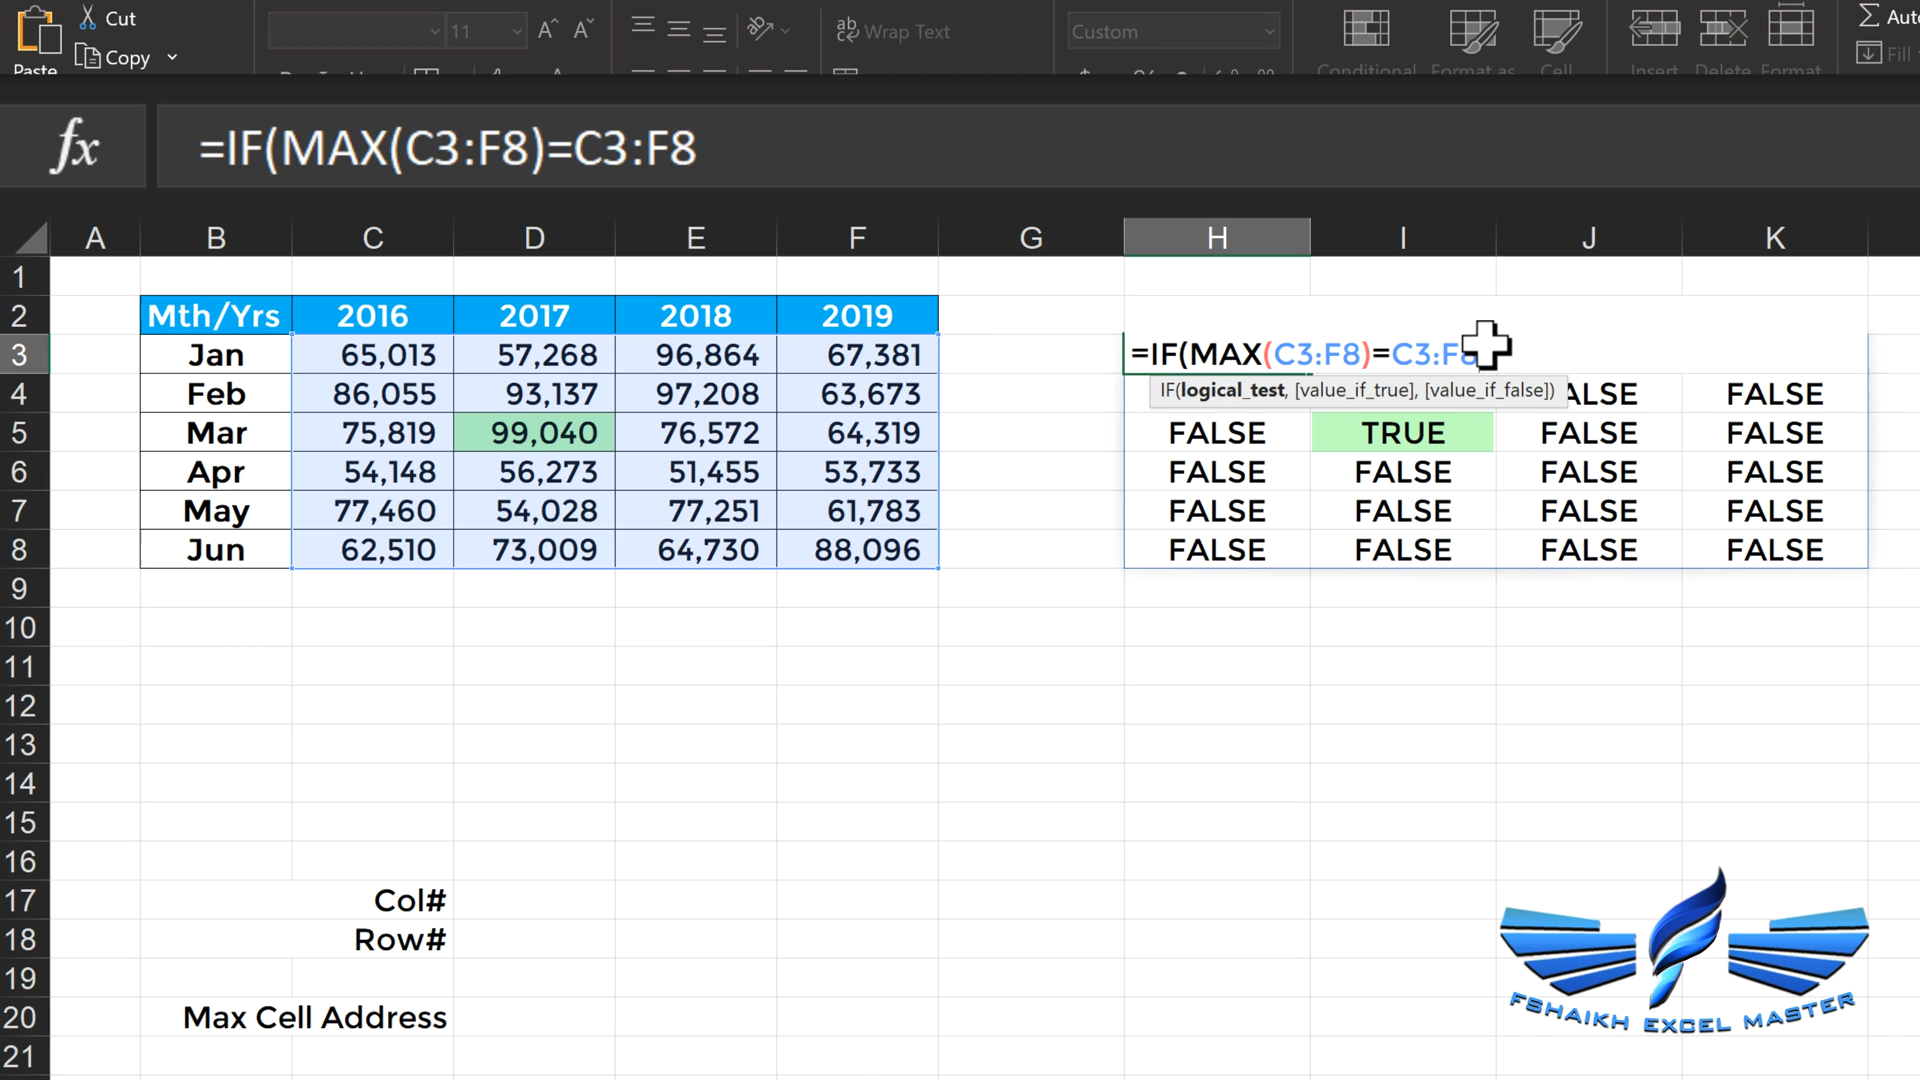 Cut
Copy
Paste
11
Wrap Text
Custom
Conditional
Format as
Cell
Insert
Delete
Format
Fill
fx
=IF(MAX(C3:F8)=C3:F8
A B C D E F G H I J K
1
2 Mth/Yrs 2016 2017 2018 2019
3 Jan 65,013 57,268 96,864 67,381 =IF(MAX(C3:F8)=C3:F8
IF(logical_test, [value_if_true], [value_if_false])
4 Feb 86,055 93,137 97,208 63,673 ALSE FALSE
5 Mar 75,819 99,040 76,572 64,319 FALSE TRUE FALSE FALSE
6 Apr 54,148 56,273 51,455 53,733 FALSE FALSE FALSE FALSE
7 May 77,460 54,028 77,251 61,783 FALSE FALSE FALSE FALSE
8 Jun 62,510 73,009 64,730 88,096 FALSE FALSE FALSE FALSE
9
10
11
12
13
14
15
16
17 Col#
18 Row#
19
20 Max Cell Address
21
FSHAIKH EXCEL MASTER